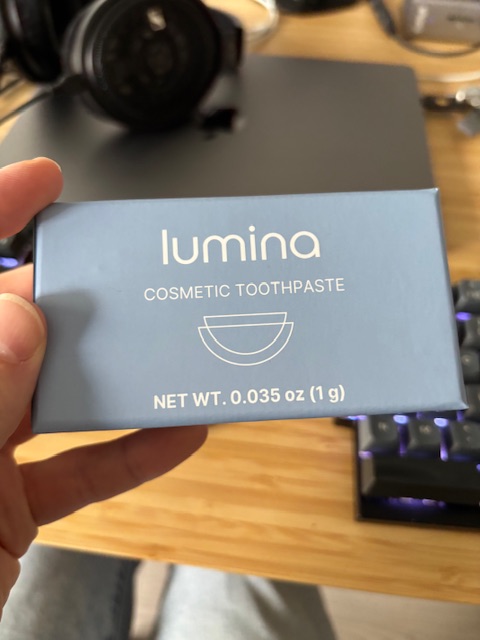 lumina
COSMETIC TOOTHPASTE
NET WT. 0.035 oz (1 g)